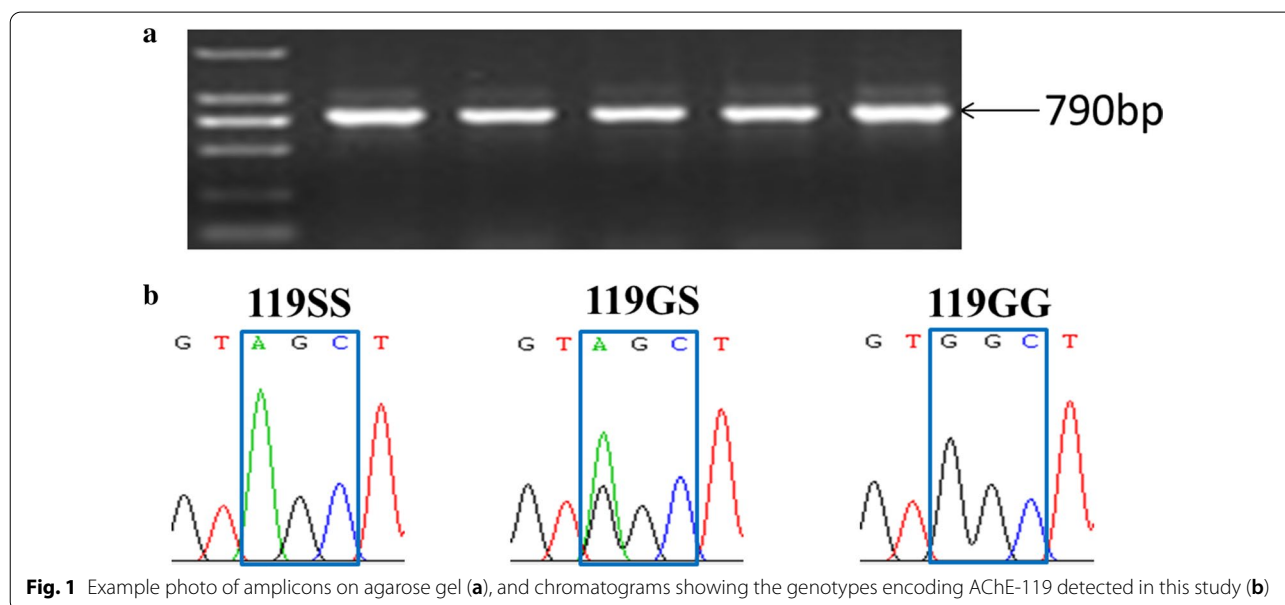 a
790bp
b
119SS 119GS 119GG
G T A G C T G T A G C T G T G G C T
Fig. 1 Example photo of amplicons on agarose gel (a), and chromatograms showing the genotypes encoding AChE-119 detected in this study (b)